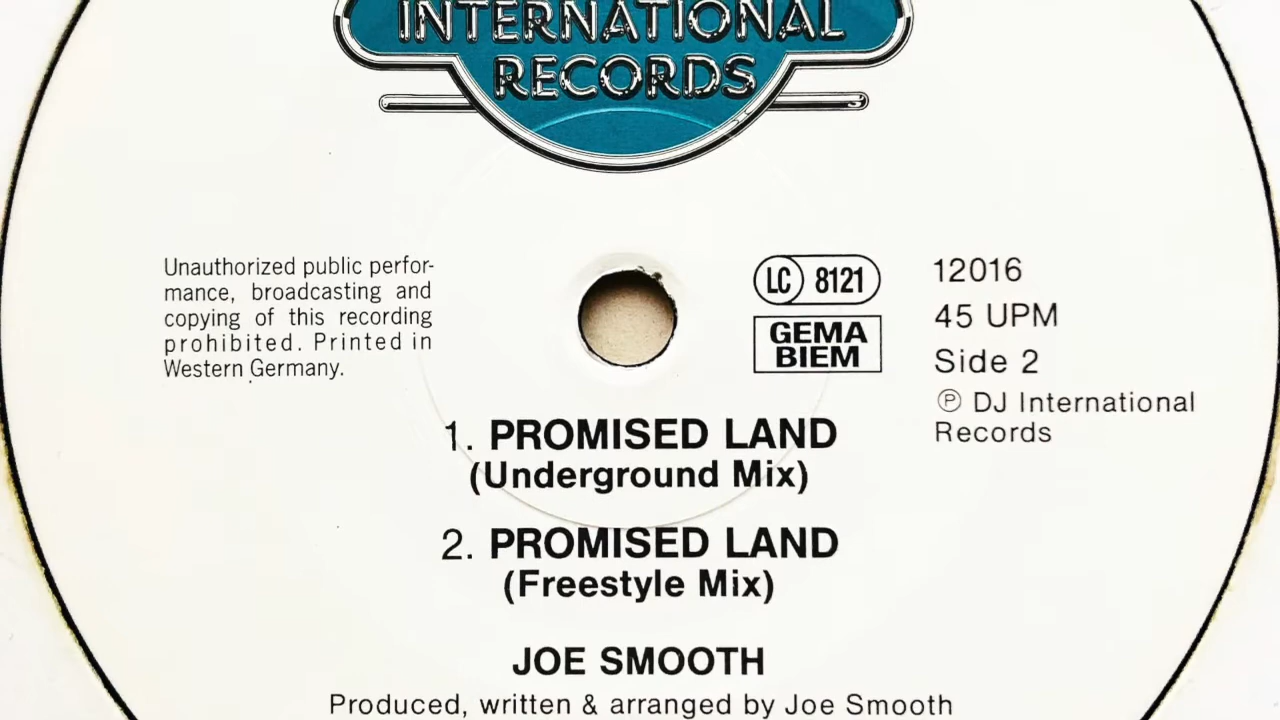 INTERNATIONAL
RECORDS
Unauthorized public perfor-
mance, broadcasting and
copying of this recording
prohibited. Printed in
Western Germany.
LC 8121
GEMA
BIEM
12016
45 UPM
Side 2
Ⓟ DJ International
Records
1. PROMISED LAND
(Underground Mix)
2. PROMISED LAND
(Freestyle Mix)
JOE SMOOTH
Produced, written & arranged by Joe Smooth